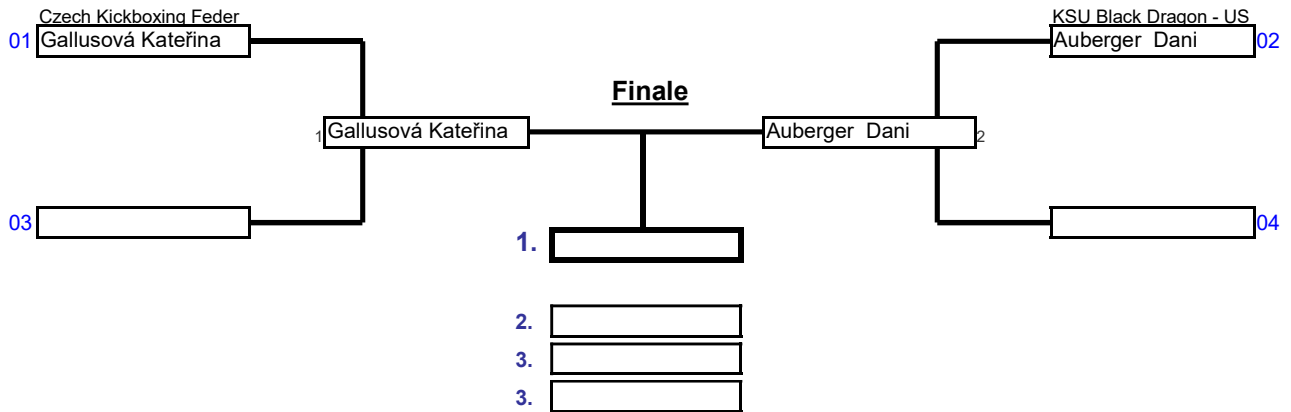 Czech Kickboxing Feder
KSU Black Dragon - US
01 Gallusová Kateřina
Auberger Dani 02
Finale
1 Gallusová Kateřina
Auberger Dani 2
03
04
1.
2.
3.
3.